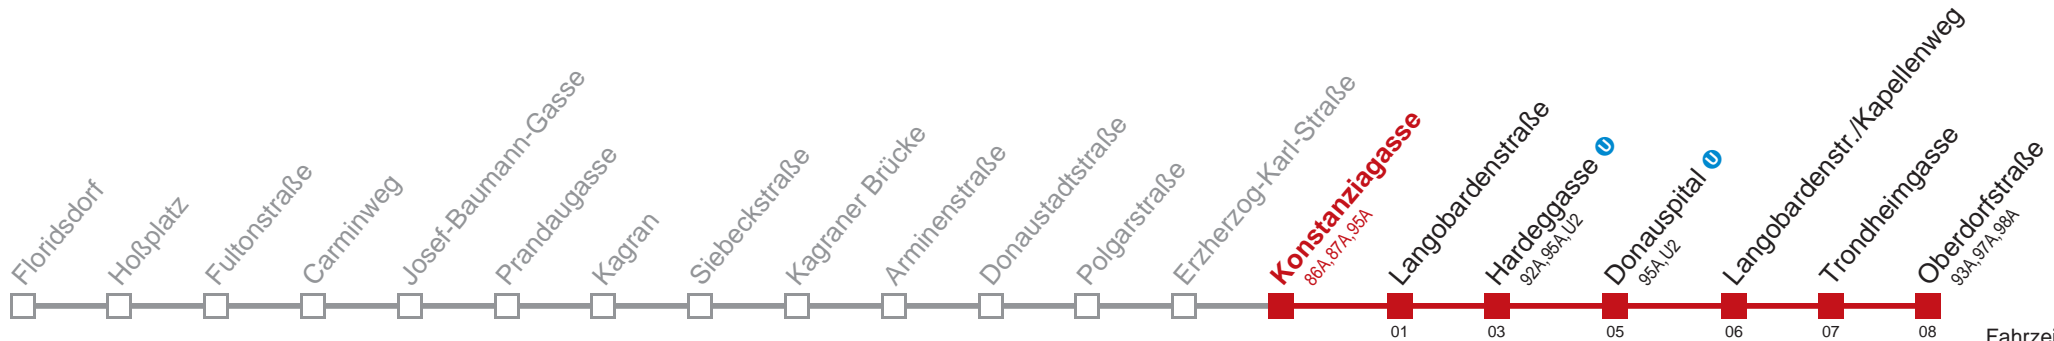 Floridsdorf
Hoßplatz
Fultonstraße
Carminweg
Josef-Baumann-Gasse
Prandaugasse
Kagran
Siebeckstraße
Kagraner Brücke
Arminenstraße
Donaustadtstraße
Polgarstraße
Erzherzog-Karl-Straße
Konstanziagasse
86A,87A,95A
Langobardenstraße
Hardeggasse U
92A,95A,U2
Donauspital U
95A,U2
Langobardenstr./Kapellenweg
Trondheimgasse
Oberdorfstraße
93A,97A,98A
01 03 05 06 07 08
Fahrzei